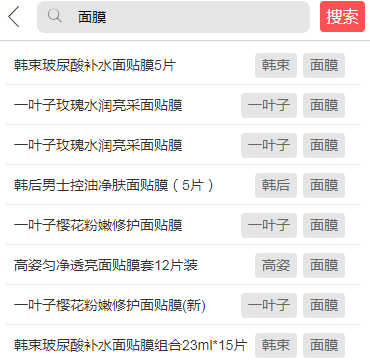 面膜 搜索
韩束玻尿酸补水面贴膜5片 韩束 面膜
一叶子玫瑰水润亮采面贴膜 一叶子 面膜
一叶子玫瑰水润亮采面贴膜 一叶子 面膜
韩后男士控油净肤面贴膜（5片） 韩后 面膜
一叶子樱花粉嫩修护面贴膜 一叶子 面膜
高姿匀净透亮面贴膜套12片装 高姿 面膜
一叶子樱花粉嫩修护面贴膜(新) 一叶子 面膜
韩束玻尿酸补水面贴膜组合23ml*15片 韩束 面膜